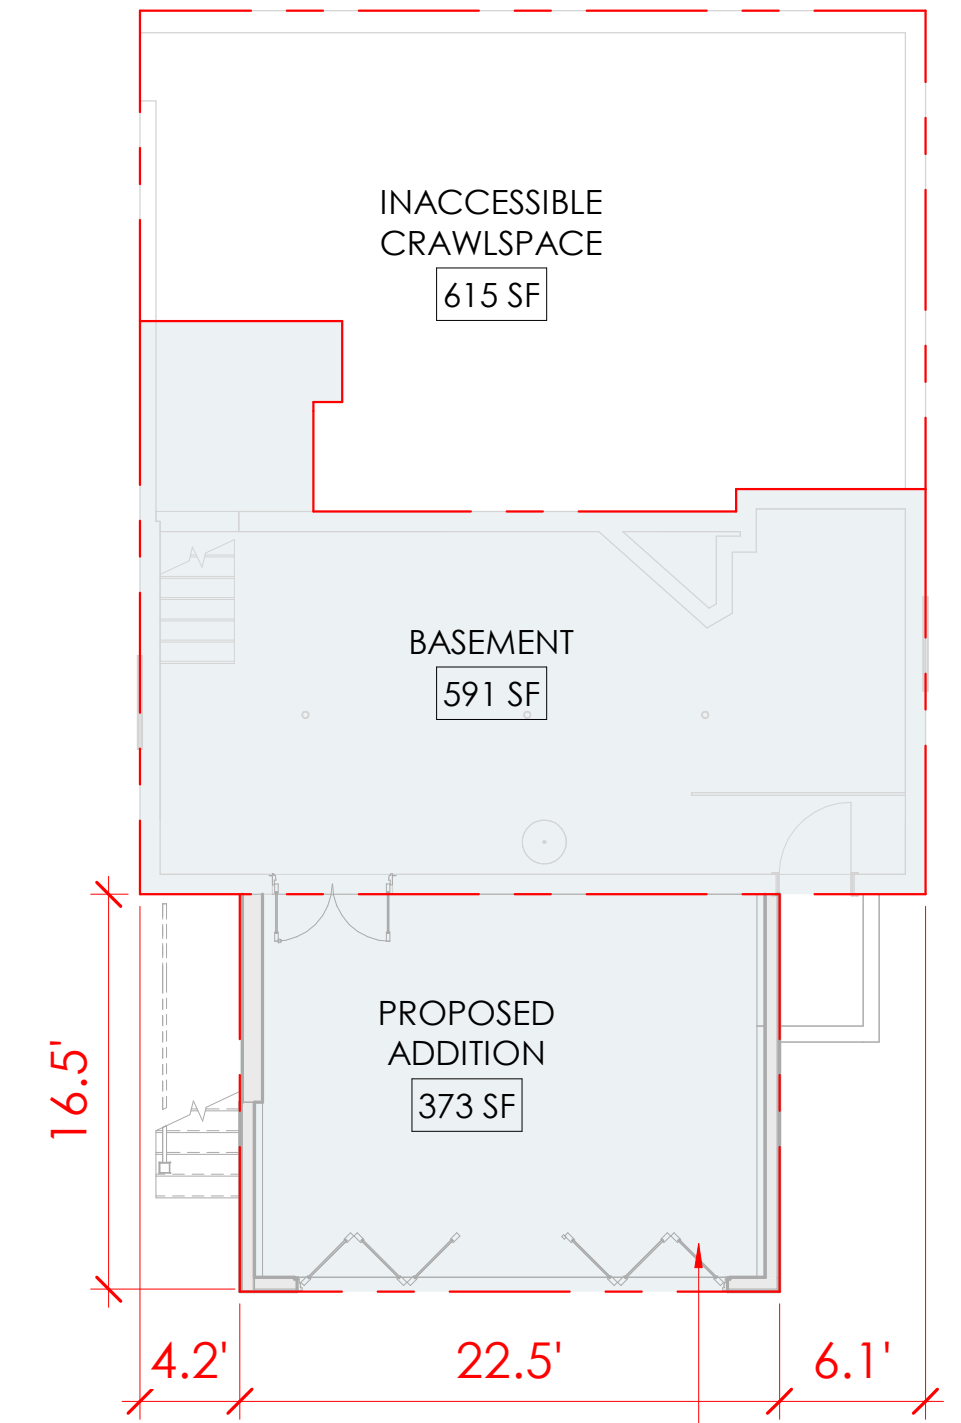 INACCESSIBLE
CRAWLSPACE
615 SF
BASEMENT
591 SF
PROPOSED
ADDITION
373 SF
16.5'
4.2'
22.5'
6.1'